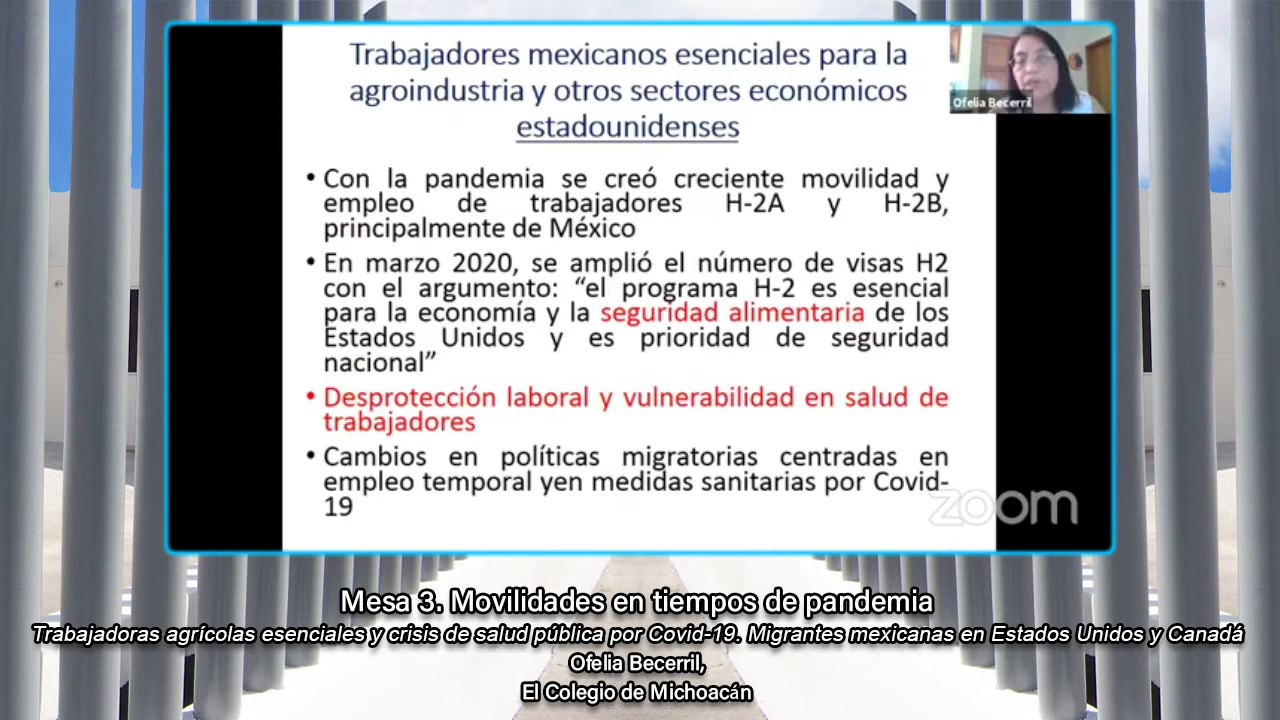 Trabajadores mexicanos esenciales para la
agroindustria y otros sectores económicos
estadounidenses
Ofelia Becerril
• Con la pandemia se creó creciente movilidad y
empleo de trabajadores H-2A y H-2B,
principalmente de México
• En marzo 2020, se amplió el número de visas H2
con el argumento: “el programa H-2 es esencial
para la economía y la seguridad alimentaria de los
Estados Unidos y es prioridad de seguridad
nacional”
• Desprotección laboral y vulnerabilidad en salud de
trabajadores
• Cambios en políticas migratorias centradas en
empleo temporal yen medidas sanitarias por Covid-
19
zoom
Mesa 3. Movilidades en tiempos de pandemia
Trabajadoras agrícolas esenciales y crisis de salud pública por Covid-19. Migrantes mexicanas en Estados Unidos y Canadá
Ofelia Becerril,
El Colegio de Michoacán